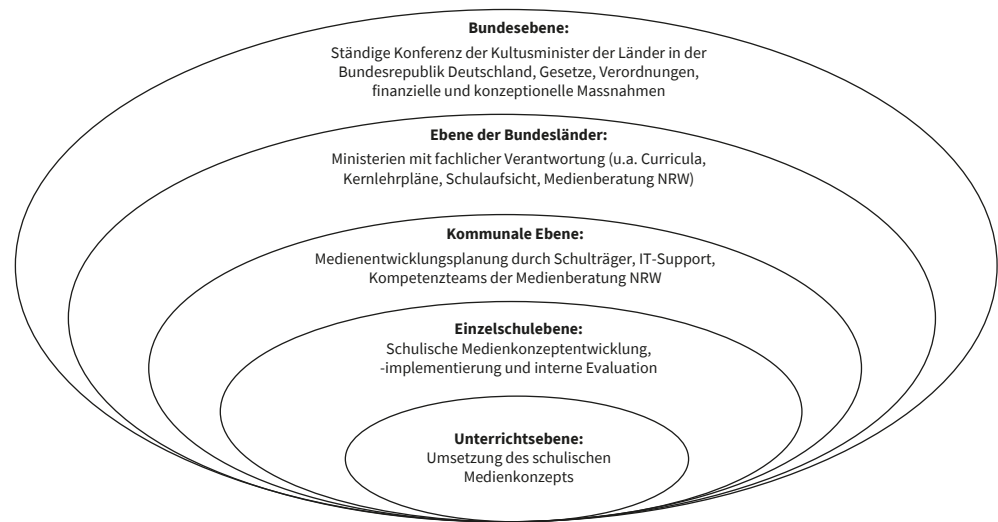 Bundesebene:
Ständige Konferenz der Kultusminister der Länder in der
Bundesrepublik Deutschland, Gesetze, Verordnungen,
finanzielle und konzeptionelle Massnahmen
Ebene der Bundesländer:
Ministerien mit fachlicher Verantwortung (u.a. Curricula,
Kernlehrpläne, Schulaufsicht, Medienberatung NRW)
Kommunale Ebene:
Medienentwicklungsplanung durch Schulträger, IT-Support,
Kompetenzteams der Medienberatung NRW
Einzelschulebene:
Schulische Medienkonzeptentwicklung,
-implementierung und interne Evaluation
Unterrichtsebene:
Umsetzung des schulischen
Medienkonzepts